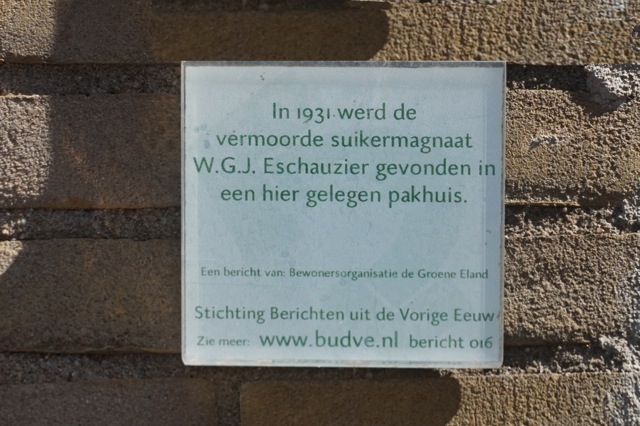 In 1931 werd de
vermoorde suikermagnaat
W.G.J. Eschauzier gevonden in
een hier gelegen pakhuis.
Een bericht van: Bewonersorganisatie de Groene Eland
Stichting Berichten uit de Vorige Eeuw
Zie meer: www.budve.nl bericht 016